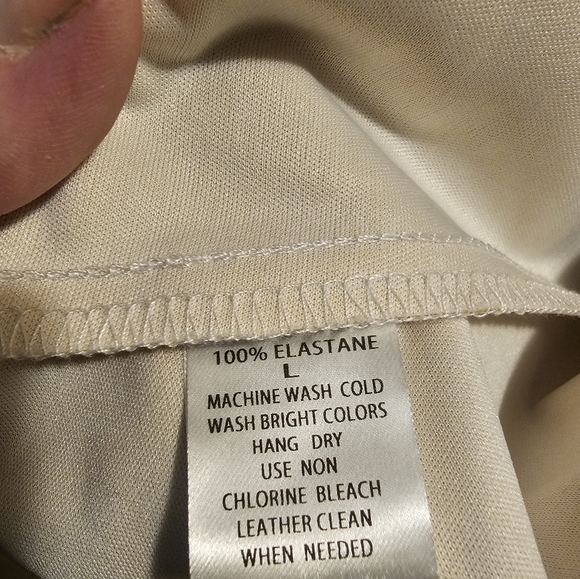 100% ELASTANE
L
MACHINE WASH COLD
WASH BRIGHT COLORS
HANG DRY
USE NON
CHLORINE BLEACH
LEATHER CLEAN
WHEN NEEDED